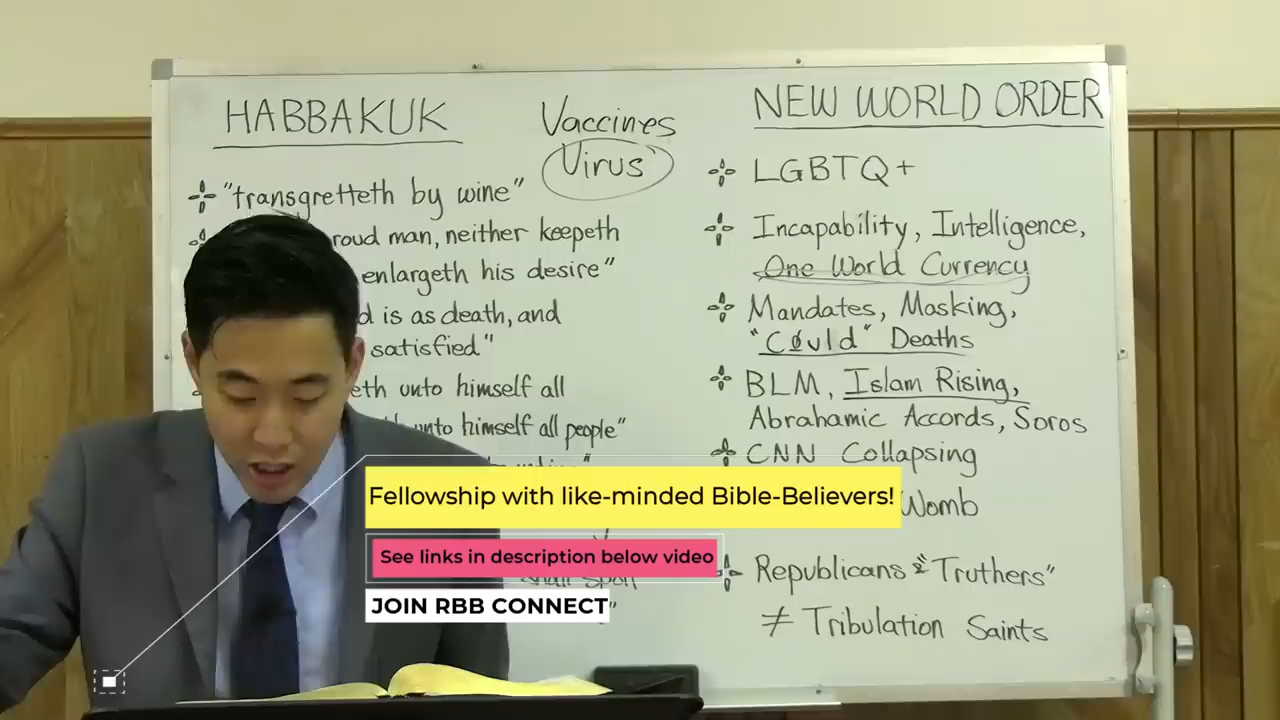 HABBAKUK
"transgretteth by wine"
roud man, neither keepeth
enlargeth his desire"
d is as death, and
satisfied"
eth unto himself all
unto himself all people"
Vaccines
Virus
NEW WORLD ORDER
LGBTQ+
Incapability, Intelligence,
One World Currency
Mandates, Masking,
"Covld" Deaths
BLM, Islam Rising,
Abrahamic Accords, Soros
CNN Collapsing
Womb
Republicans & "Truthers"
≠ Tribulation Saints
Fellowship with like-minded Bible-Believers!
See links in description below video
JOIN RBB CONNECT